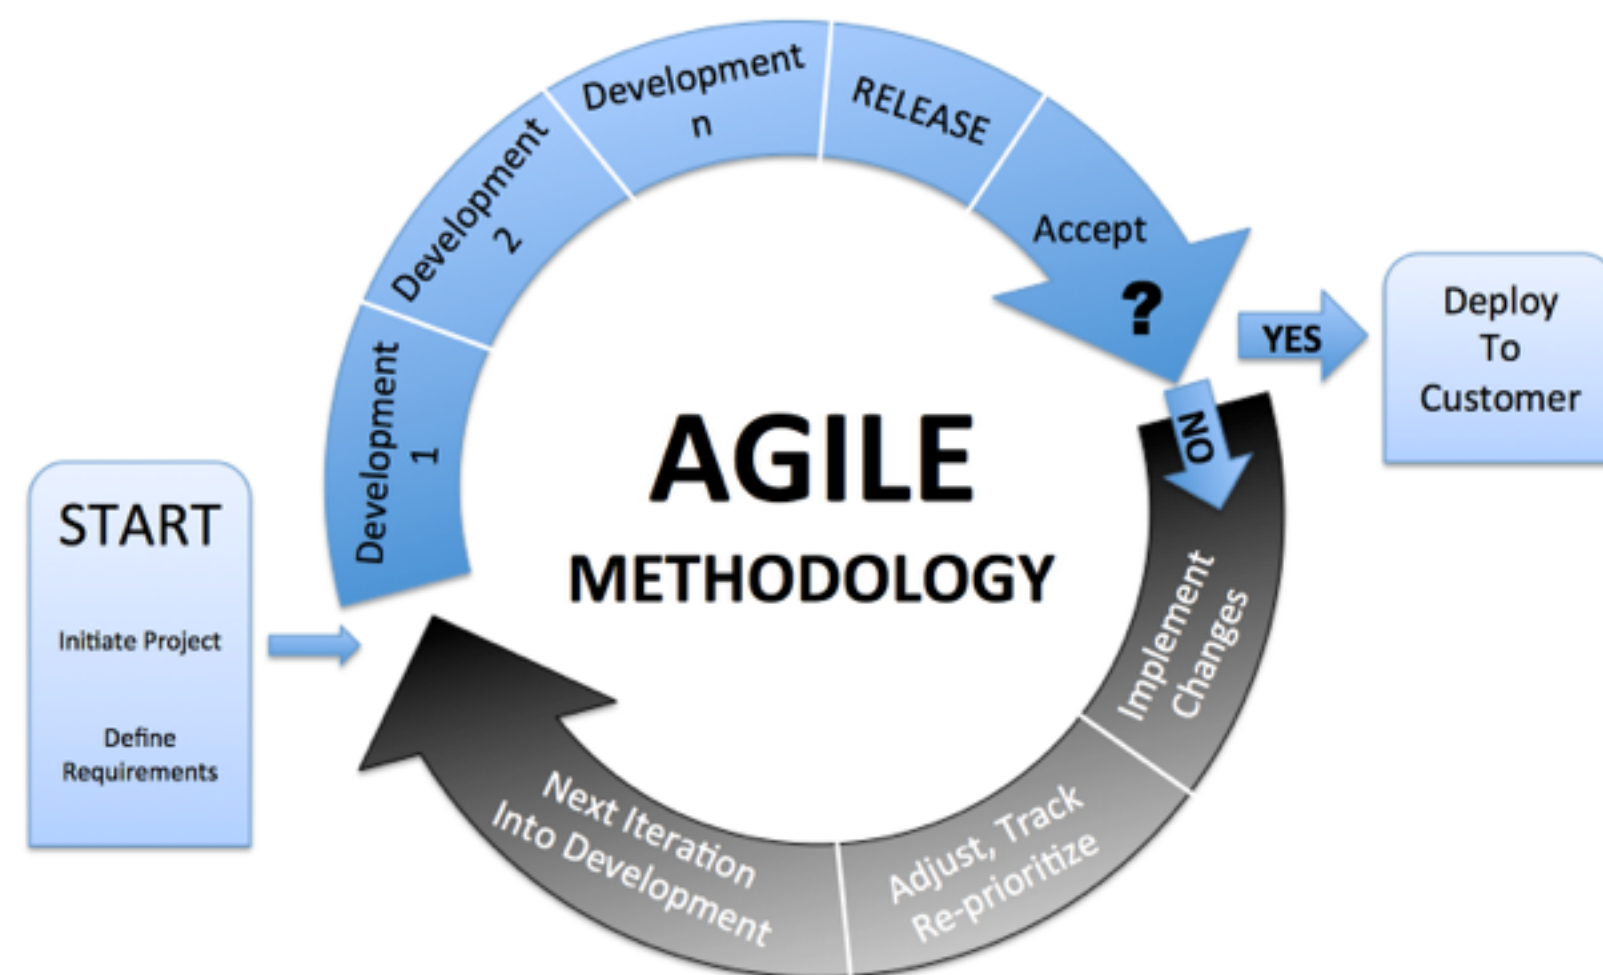 START
Initiate Project
Define
Requirements
Development
1
Development
2
Development
n
RELEASE
Accept
?
YES
Deploy
To
Customer
NO
Implement
Changes
Adjust, Track
Re-prioritize
Next Iteration
Into Development
AGILE
METHODOLOGY